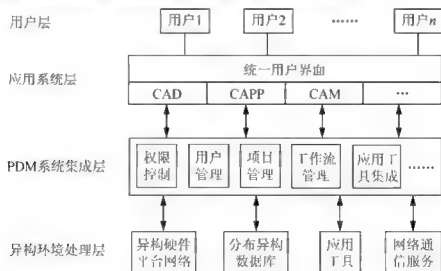 用户层 用户1 用户2 …… 用户n
应用系统层 统一用户界面
CAD CAPP CAM …
PDM系统集成层 权限控制 用户管理 项目管理 工作流管理 应用工具集成 ……
异构环境处理层 异构硬件平台网络 分布异构数据库 应用工具 网络通信服务